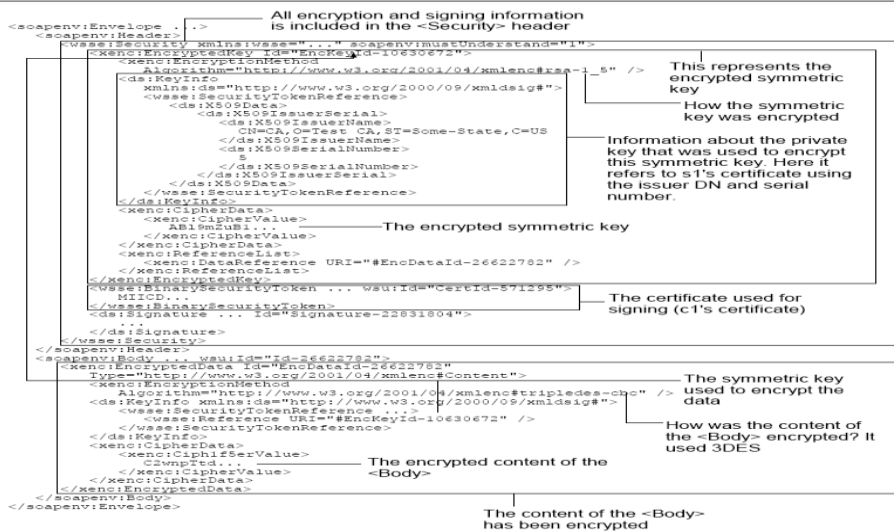 All encryption and signing information
is included in the <Security> header
<soapenv:Envelope ...>
<soapenv:Header>
<wsse:Security xmlns:wsse="..." soapenv:mustUnderstand="1">
<xenc:EncryptedKey Id="EncKeyId-10630672">
<xenc:EncryptionMethod
Algorithm="http://www.w3.org/2001/04/xmlenc#rsa-1_5" />
<ds:KeyInfo
xmlns:ds="http://www.w3.org/2000/09/xmldsig#">
<wsse:SecurityTokenReference>
<ds:X509Data>
<ds:X509IssuerSerial>
<ds:X509IssuerName>
CN=CA,O=Test CA,ST=Some-State,C=US
</ds:X509IssuerName>
<ds:X509SerialNumber>
5
</ds:X509SerialNumber>
</ds:X509IssuerSerial>
</ds:X509Data>
</wsse:SecurityTokenReference>
</ds:KeyInfo>
<xenc:CipherData>
<xenc:CipherValue>
AB19mZuB1...
</xenc:CipherValue>
</xenc:CipherData>
<xenc:ReferenceList>
<xenc:DataReference URI="#EncDataId-26622782" />
</xenc:ReferenceList>
</xenc:EncryptedKey>
<wsse:BinarySecurityToken ... wsu:Id="CertId-571295">
MIICD...
</wsse:BinarySecurityToken>
<ds:Signature ... Id="Signature-22831804">
...
</ds:Signature>
</wsse:Security>
</soapenv:Header>
<soapenv:Body ... wsu:Id="Id-26622782">
<xenc:EncryptedData Id="EncDataId-26622782"
Type="http://www.w3.org/2001/04/xmlenc#Content">
<xenc:EncryptionMethod
Algorithm="http://www.w3.org/2001/04/xmlenc#tripledes-cbc" />
<ds:KeyInfo xmlns:ds="http://www.w3.org/2000/09/xmldsig#">
<wsse:SecurityTokenReference ...>
<wsse:Reference URI="#EncKeyId-10630672" />
</wsse:SecurityTokenReference>
</ds:KeyInfo>
<xenc:CipherData>
<xenc:Ciph1f5erValue>
C2wnpTtd...
</xenc:CipherValue>
</xenc:CipherData>
</xenc:EncryptedData>
</soapenv:Body>
</soapenv:Envelope>
This represents the
encrypted symmetric
key
How the symmetric
key was encrypted
Information about the private
key that was used to encrypt
this symmetric key. Here it
refers to s1's certificate using
the issuer DN and serial
number.
The encrypted symmetric key
The certificate used for
signing (c1's certificate)
The symmetric key
used to encrypt the
data
How was the content of
the <Body> encrypted? It
used 3DES
The encrypted content of the
<Body>
The content of the <Body>
has been encrypted